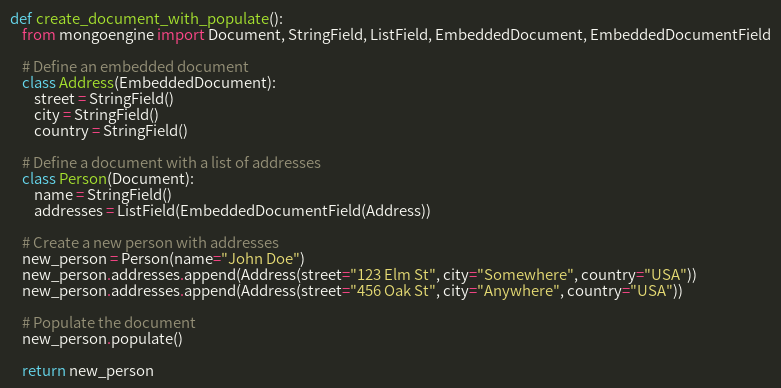 def create_document_with_populate():
    from mongoengine import Document, StringField, ListField, EmbeddedDocument, EmbeddedDocumentField

    # Define an embedded document
    class Address(EmbeddedDocument):
        street = StringField()
        city = StringField()
        country = StringField()

    # Define a document with a list of addresses
    class Person(Document):
        name = StringField()
        addresses = ListField(EmbeddedDocumentField(Address))

    # Create a new person with addresses
    new_person = Person(name="John Doe")
    new_person.addresses.append(Address(street="123 Elm St", city="Somewhere", country="USA"))
    new_person.addresses.append(Address(street="456 Oak St", city="Anywhere", country="USA"))

    # Populate the document
    new_person.populate()

    return new_person